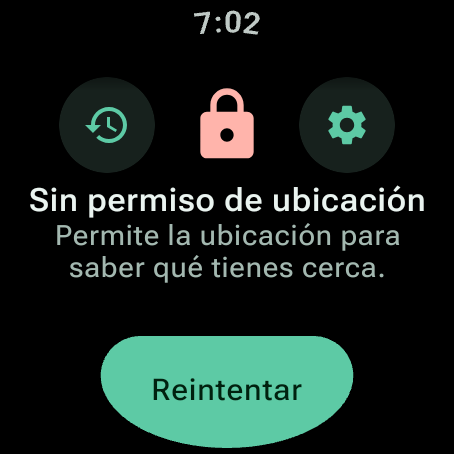 7:02
Sin permiso de ubicación
Permite la ubicación para
saber qué tienes cerca.
Reintentar